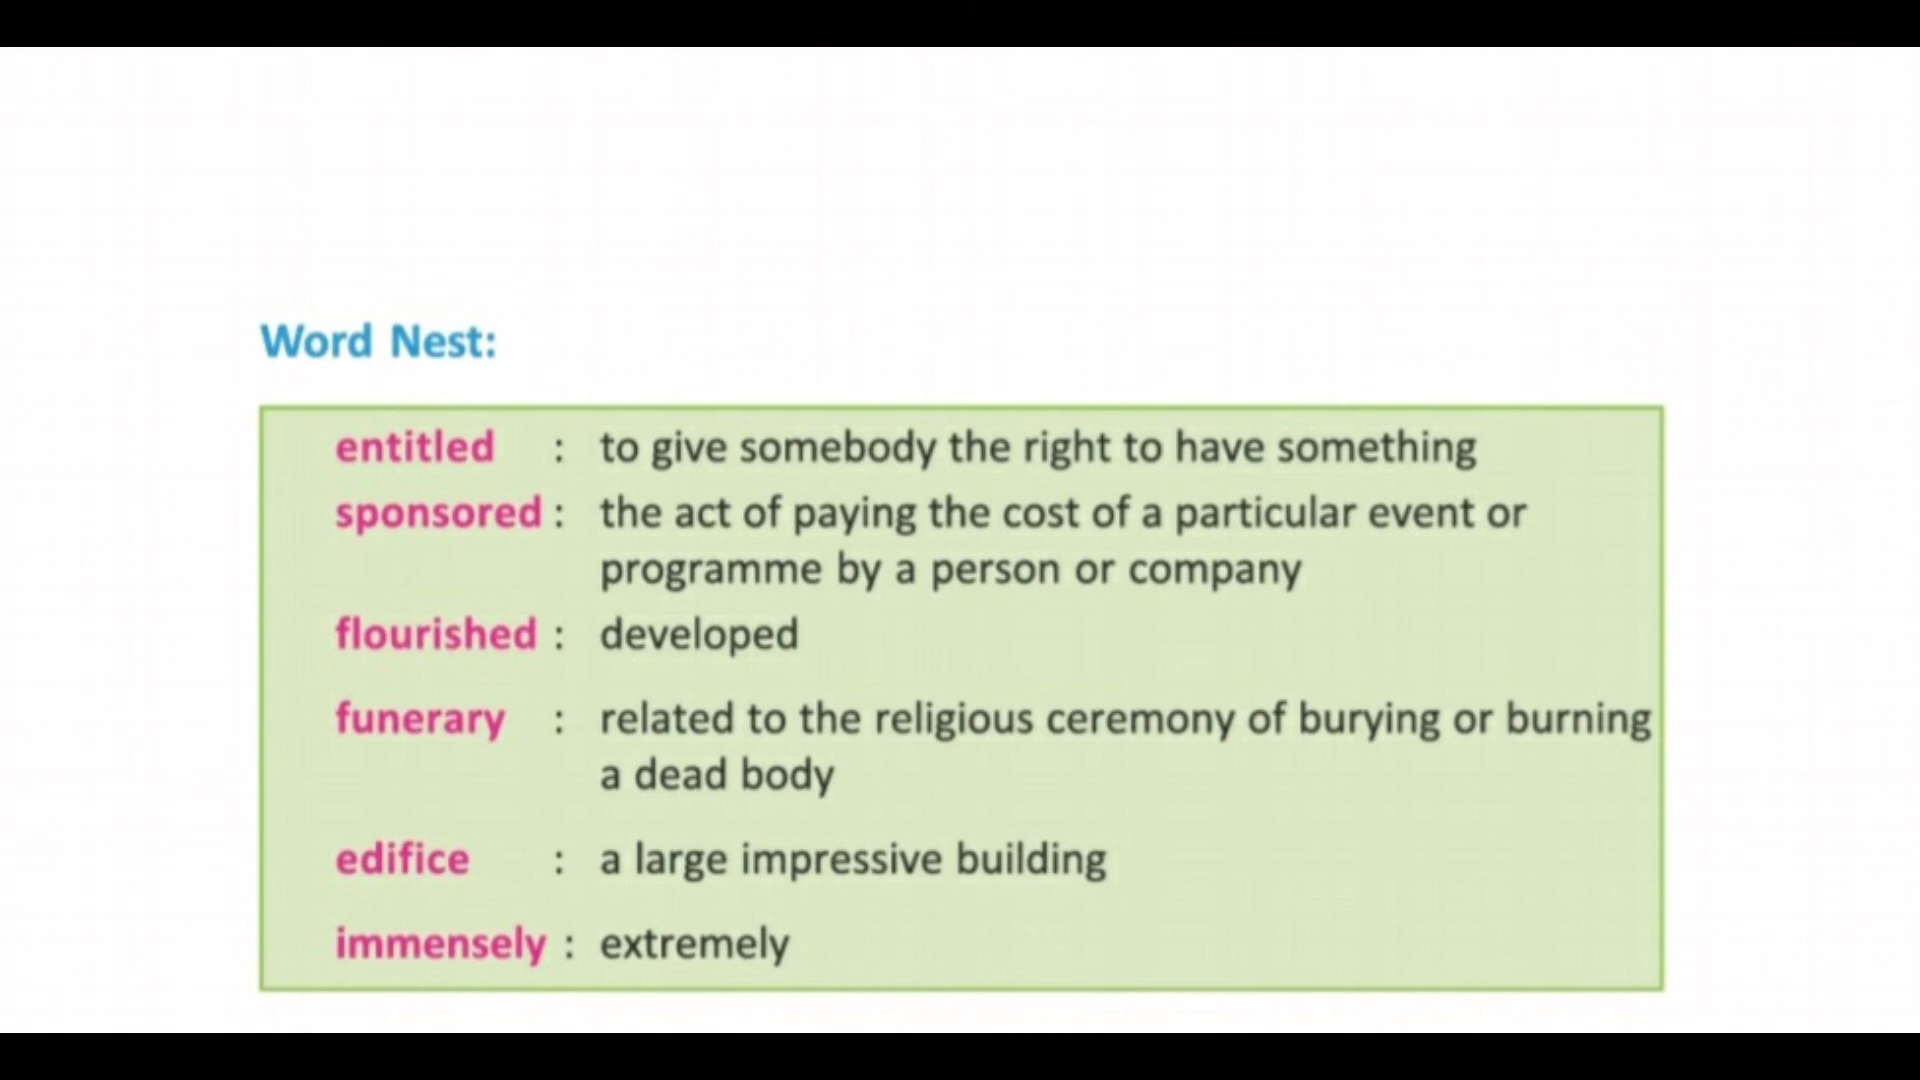 Word Nest:
entitled : to give somebody the right to have something
sponsored : the act of paying the cost of a particular event or
programme by a person or company
flourished : developed
funerary : related to the religious ceremony of burying or burning
a dead body
edifice : a large impressive building
immensely : extremely